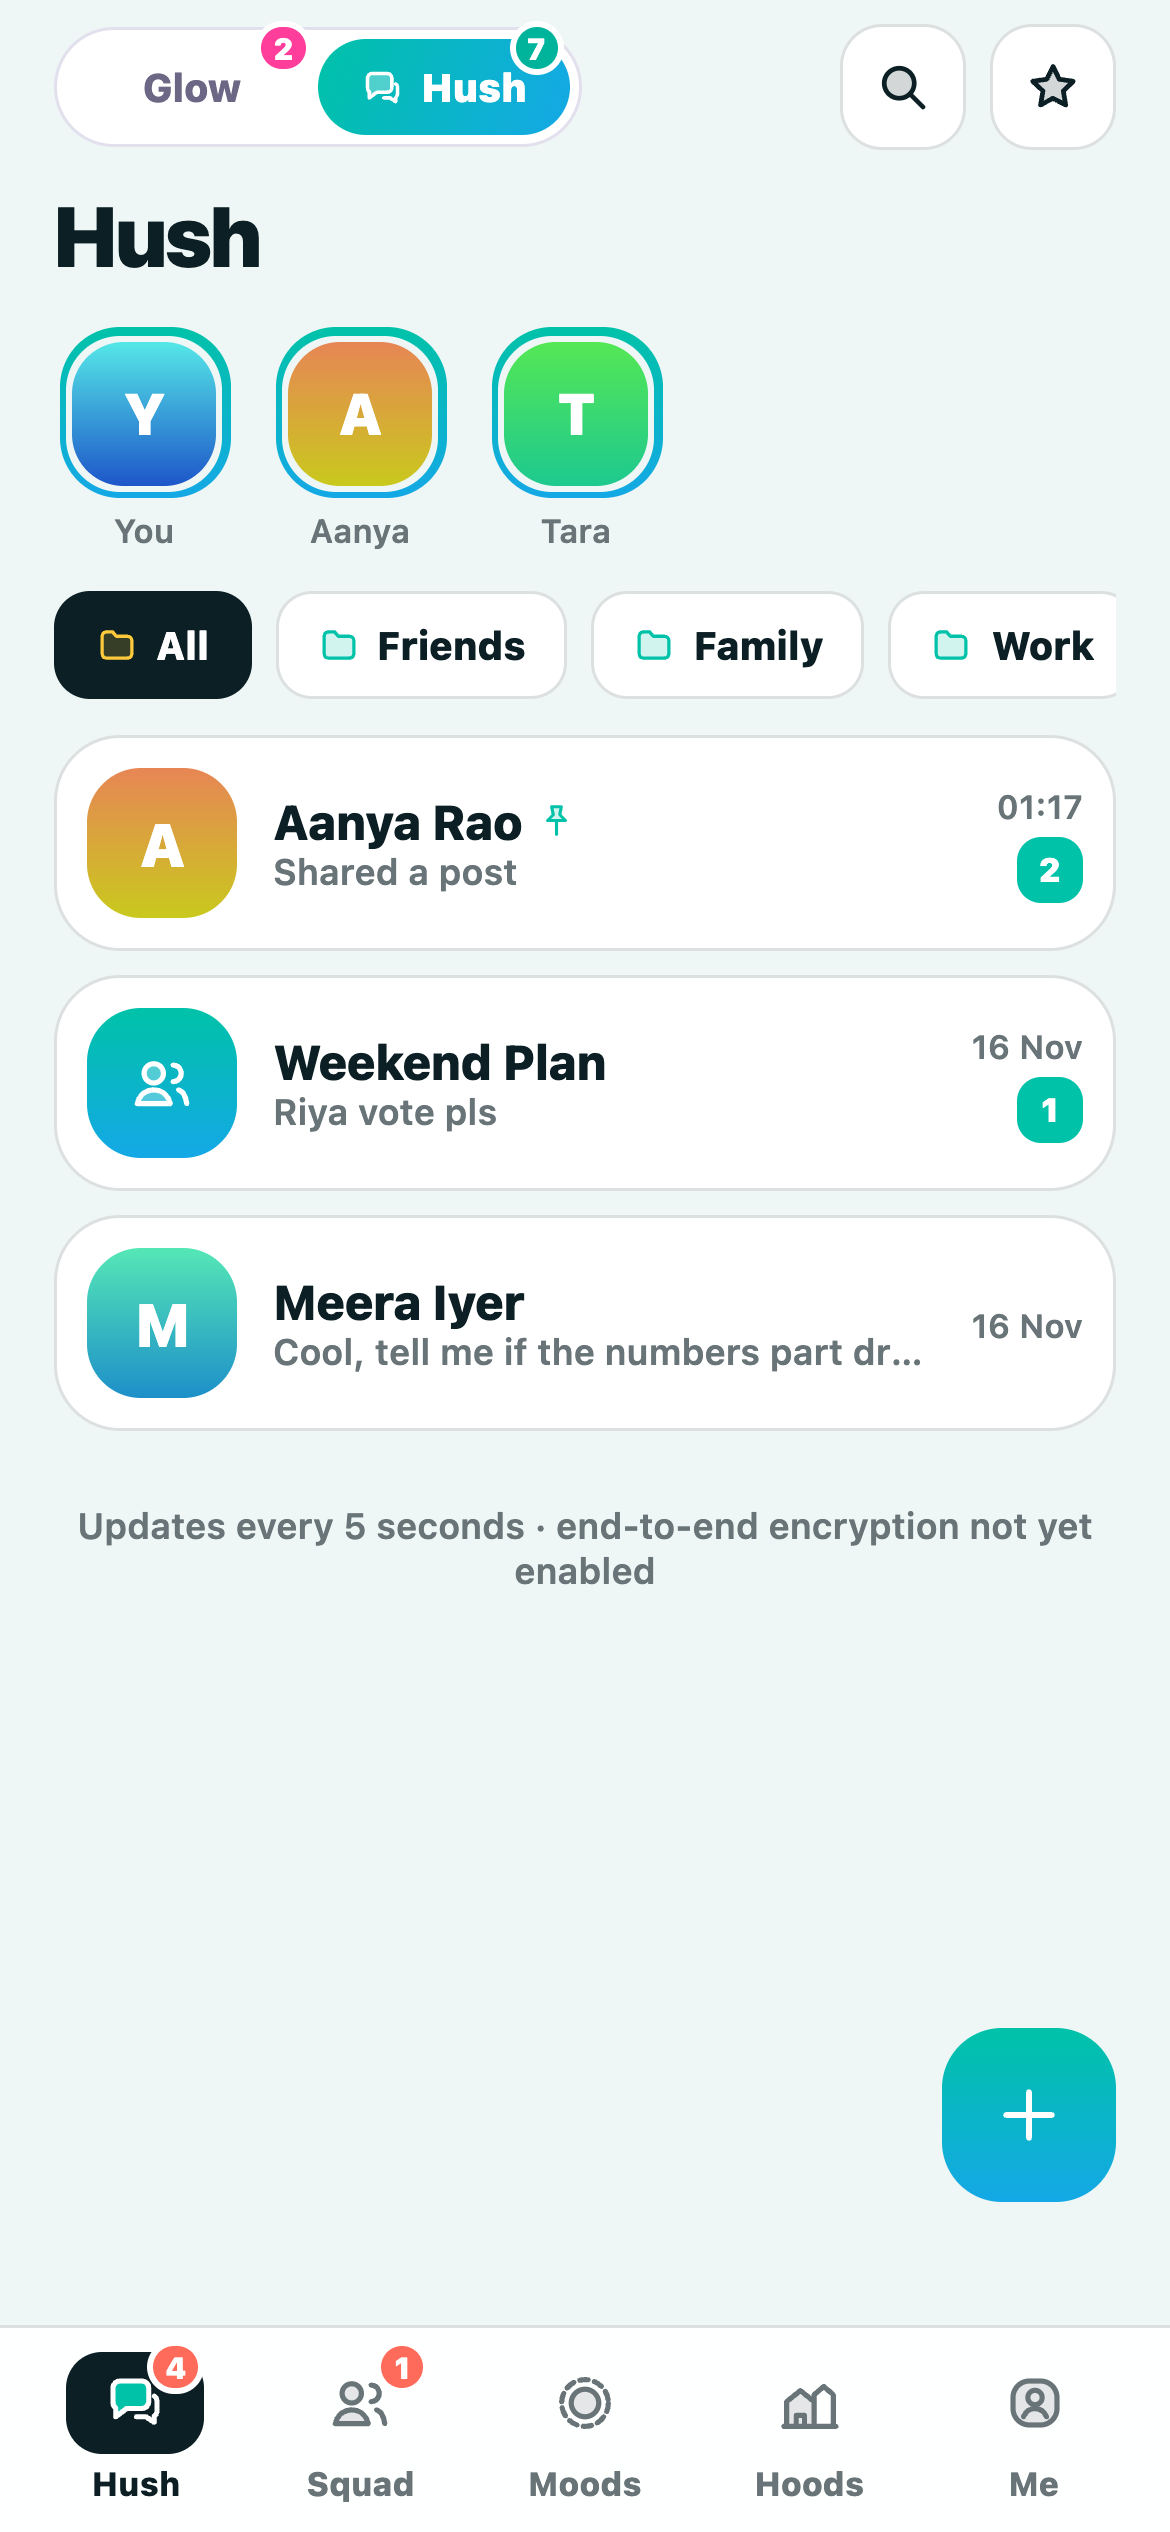 Glow 2
Hush 7
Hush
Y
A
T
You
Aanya
Tara
All
Friends
Family
Work
A
Aanya Rao
01:17
Shared a post
2
Weekend Plan
16 Nov
Riya vote pls
1
M
Meera Iyer
Cool, tell me if the numbers part dr...
16 Nov
Updates every 5 seconds · end-to-end encryption not yet
enabled
4
1
Hush
Squad
Moods
Hoods
Me